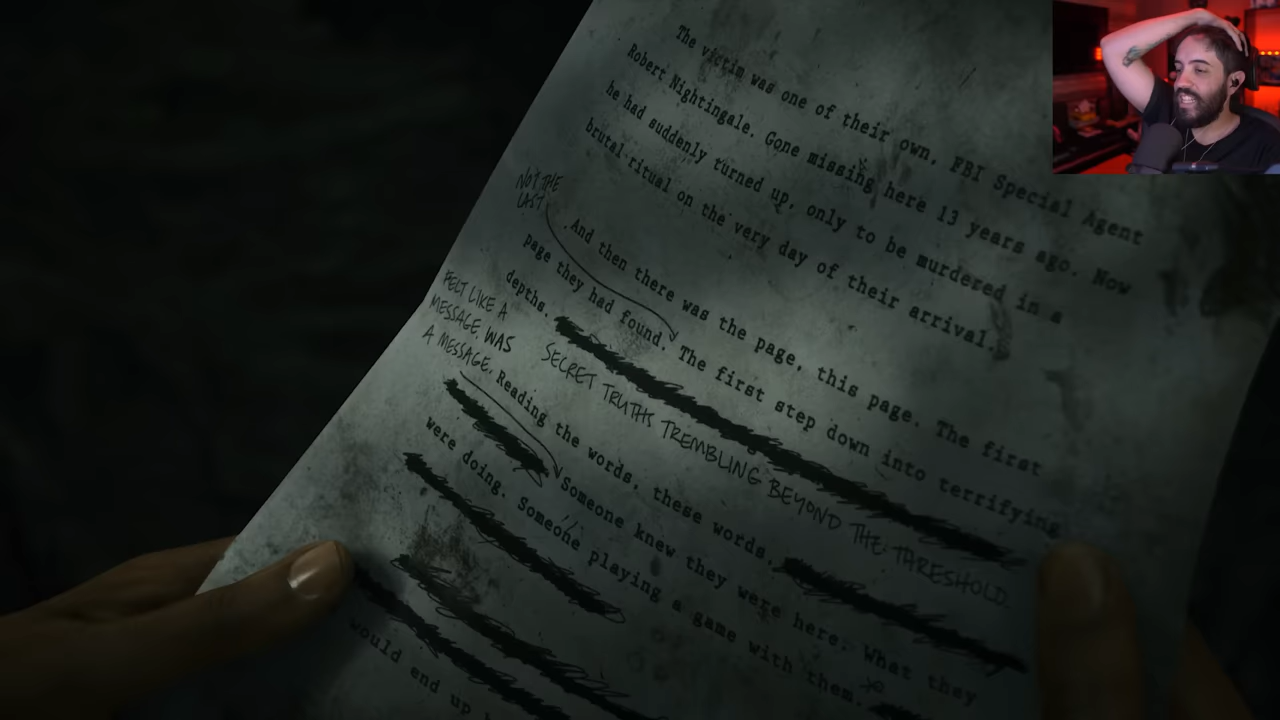 The victim was one of their own, FBI Special Agent
Robert Nightingale. Gone missing here 13 years ago. Now
he had suddenly turned up, only to be murdered in a
brutal ritual on the very day of their arrival.
NOT THE
LAST
And then there was the page, this page. The first
page they had found. The first step down into terrifying
depths.
SECRET TRUTHS TREMBLING BEYOND THE THRESHOLD.
FELT LIKE A
MESSAGE. WAS
A MESSAGE.
Reading the words, these words.
Someone knew they were here. What they
were doing. Someone playing a game with them.
would end up